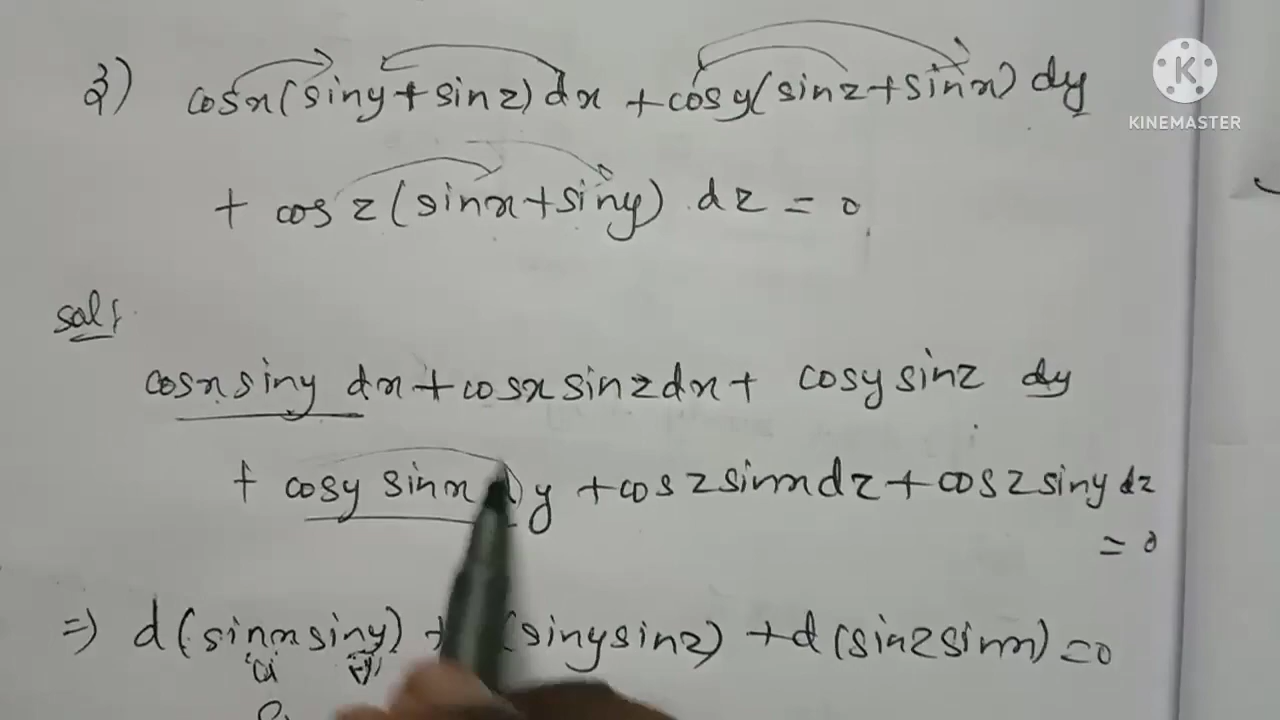 3) cosx(siny+sinz)dx +cosy(sinz+sinx) dy
+ cosz(sinx+siny) dz = 0
KINEMASTER
Sol:
cosx siny dx+cosx sinz dx+ cosy sinz dy
+ cosy sinx dy +cos z sinx dz+cos z siny dz
= 0
=) d(sinx siny) + (siny sinz) +d(sinz sinx)=0